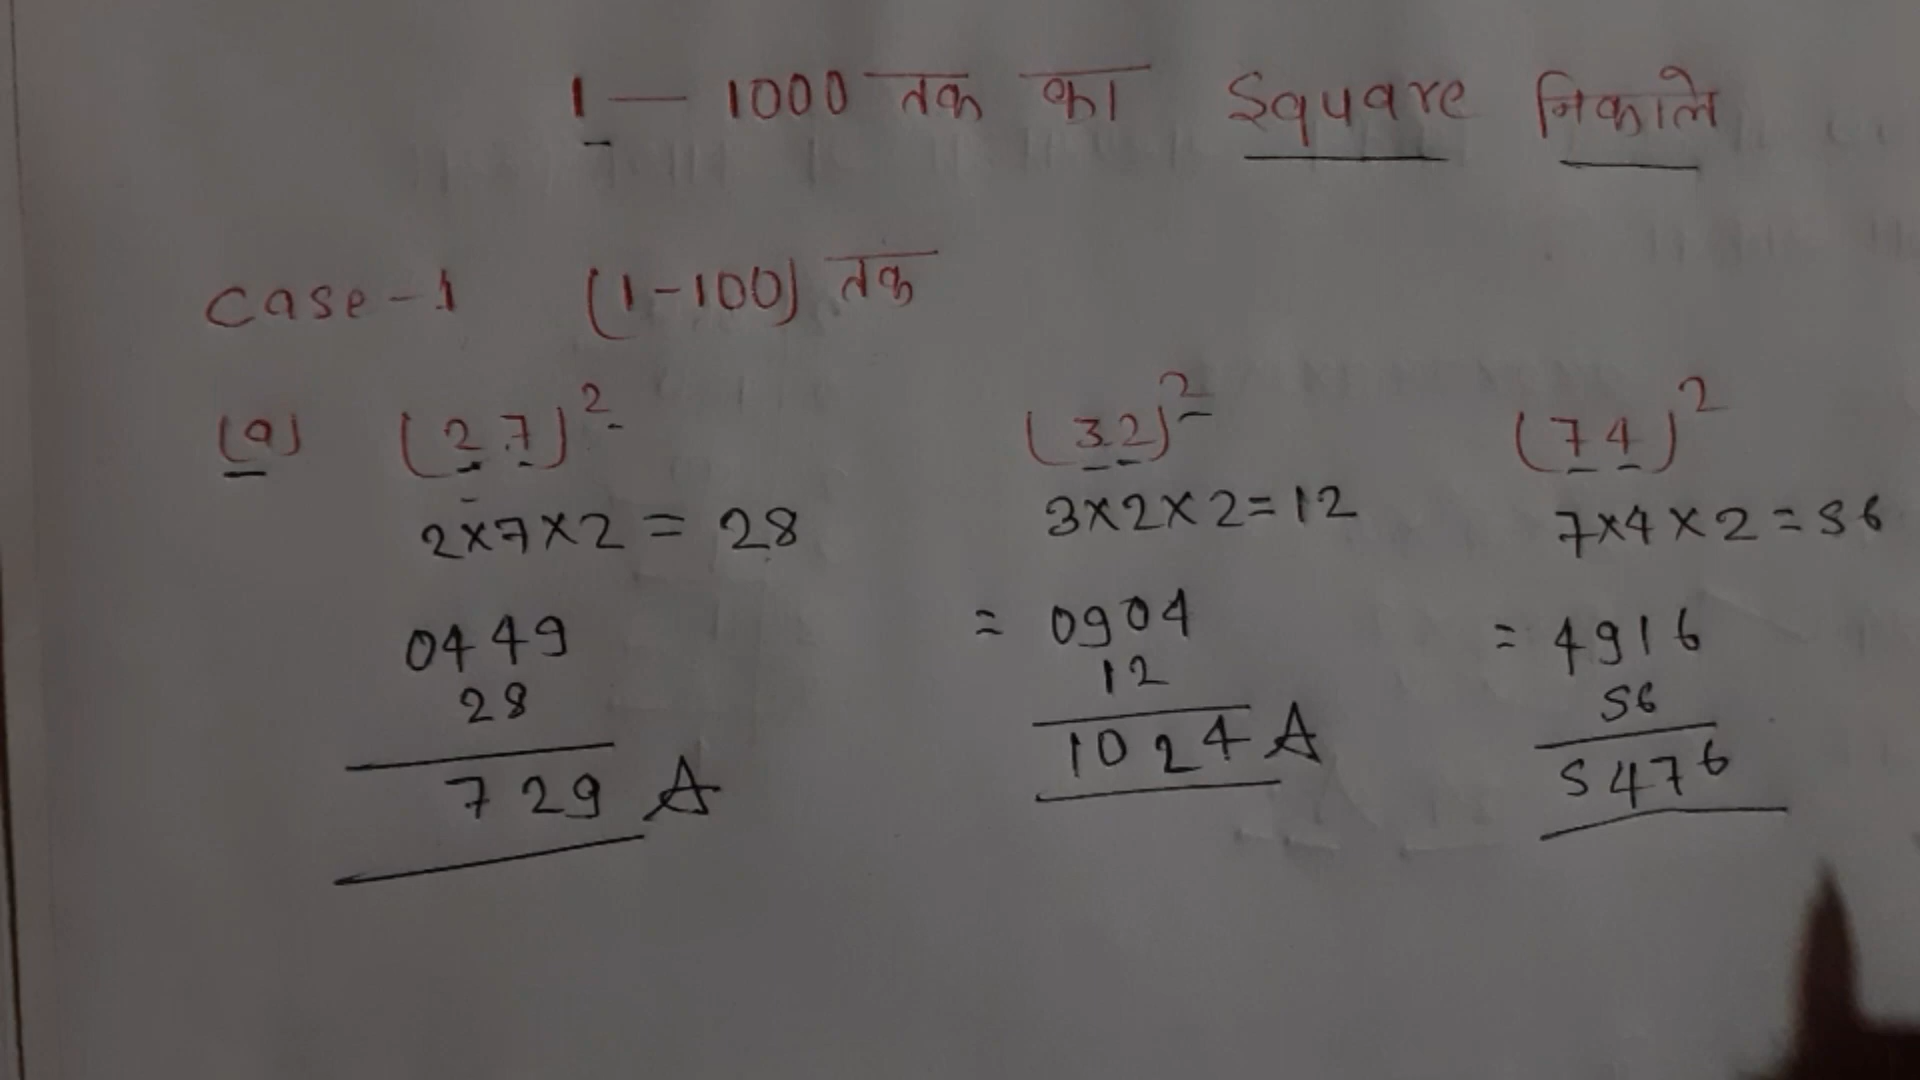 1 — 1000 तक का Square निकाले
Case-1 (1-100) तक
(a) (27)² (32)² (74)²
2×7×2 = 28 3×2×2=12 7×4×2=56
0449 = 0904 = 4916
28 12 56
729 A 1024 A 5476